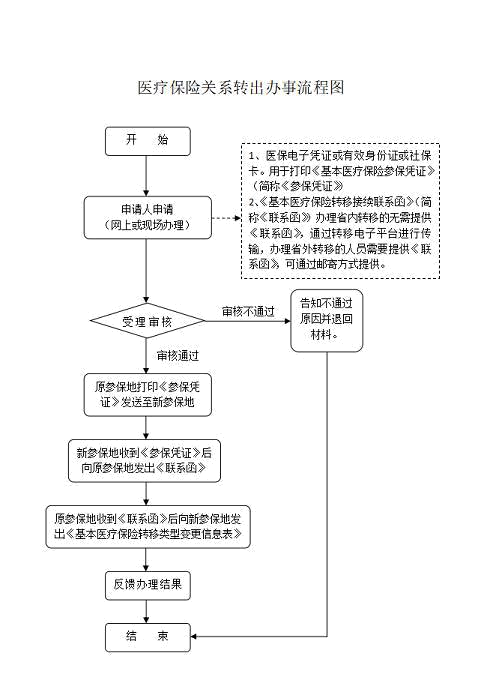 医疗保险关系转出办事流程图
开 始
1、医保电子凭证或有效身份证或社保
卡。用于打印《基本医疗保险参保凭证》
（简称《参保凭证》）
2、《基本医疗保险转移接续联系函》（简
称《联系函》）办理省内转移的无需提供
《联系函》，通过转移电子平台进行传
输，办理省外转移的人员需要提供《联
系函》，可通过邮寄方式提供。
申请人申请
（网上或现场办理）
受理审核
审核不通过
告知不通过
原因并退回
材料。
审核通过
原参保地打印《参保凭
证》发送至新参保地
新参保地收到《参保凭证》后
向原参保地发出《联系函》
原参保地收到《联系函》后向新参保地发
出《基本医疗保险转移类型变更信息表》
反馈办理结果
结 束